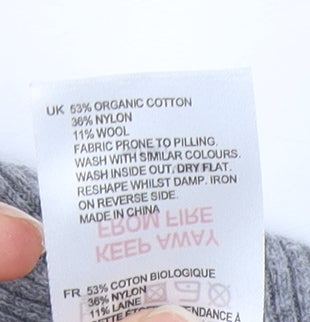 UK 53% ORGANIC COTTON
36% NYLON
11% WOOL
FABRIC PRONE TO PILLING.
WASH WITH SIMILAR COLOURS.
WASH INSIDE OUT. DRY FLAT.
RESHAPE WHILST DAMP. IRON
ON REVERSE SIDE.
MADE IN CHINA
KEEP AWAY
FROM FIRE
FR 53% COTON BIOLOGIQUE
36% NYLON
11% LAINE